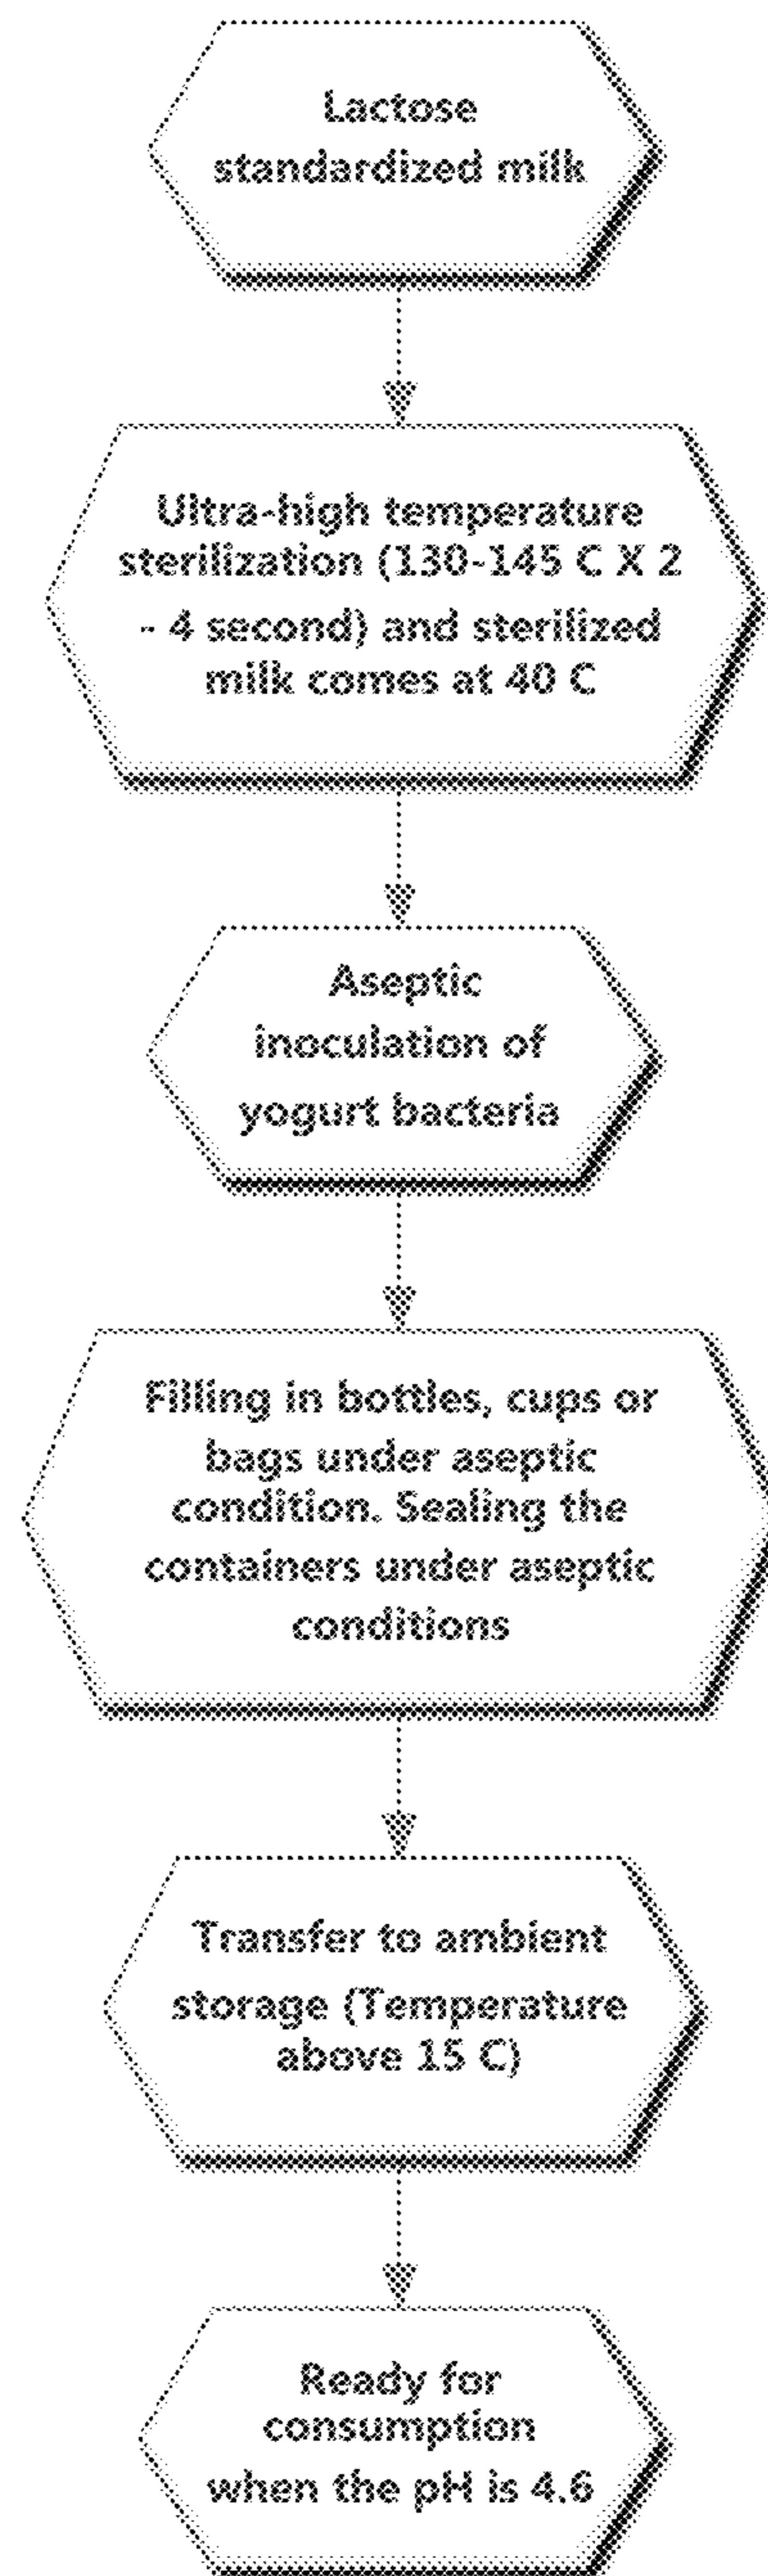 Lactose
standardized milk
Ultra-high temperature
sterilization (130-145 C X 2
- 4 second) and sterilized
milk comes at 40 C
Aseptic
inoculation of
yogurt bacteria
Filling in bottles, cups or
bags under aseptic
condition. Sealing the
containers under aseptic
conditions
Transfer to ambient
storage (Temperature
above 15 C)
Ready for
consumption
when the pH is 4.6